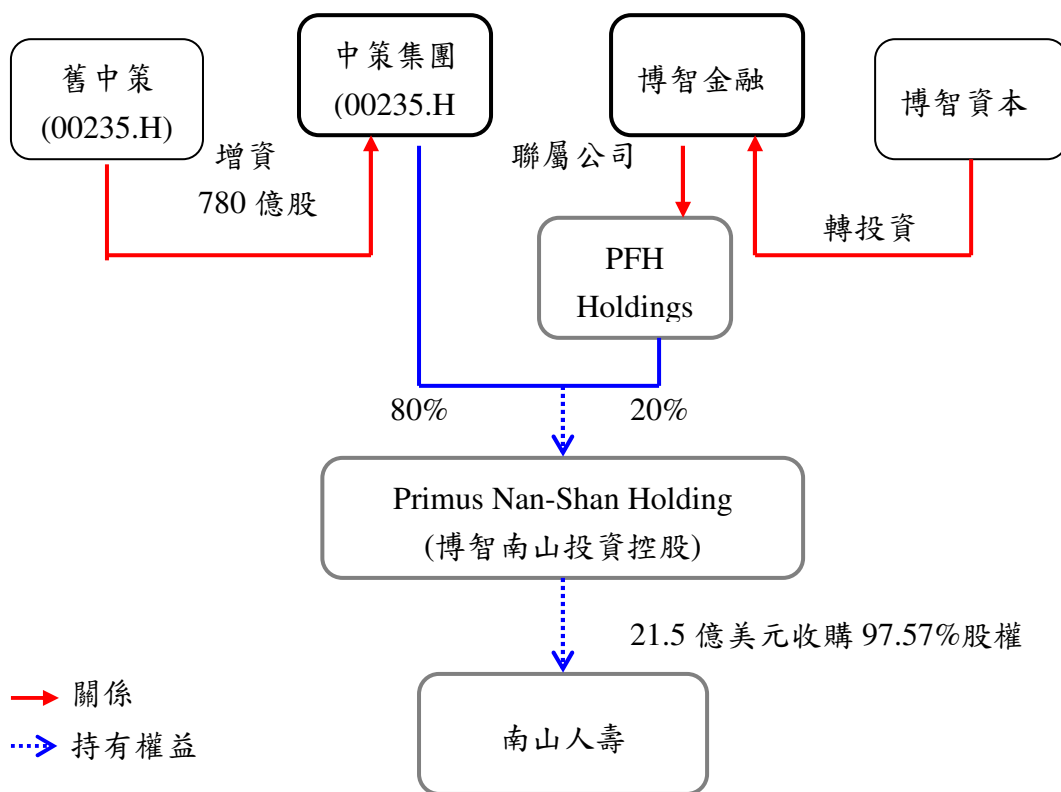 舊中策
(00235.H)
中策集團
(00235.H
博智金融
博智資本
增資
780 億股
聯屬公司
轉投資
PFH
Holdings
80%
20%
Primus Nan-Shan Holding
(博智南山投資控股)
21.5 億美元收購 97.57%股權
南山人壽
關係
持有權益